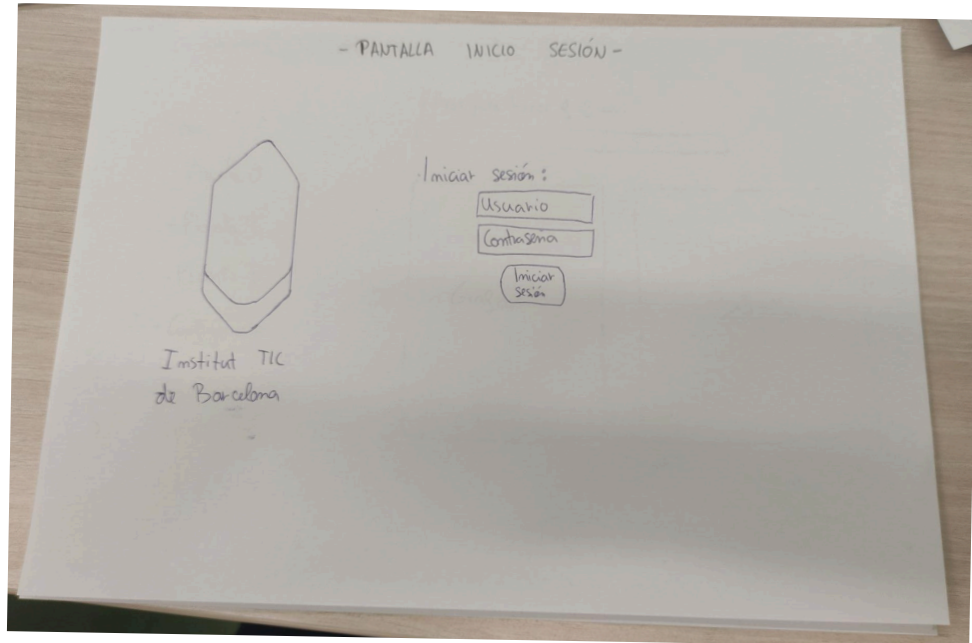 - PANTALLA INICIO SESIÓN -
Iniciar sesión:
Usuario
Contraseña
Iniciar
sesión
Institut TIC
de Barcelona